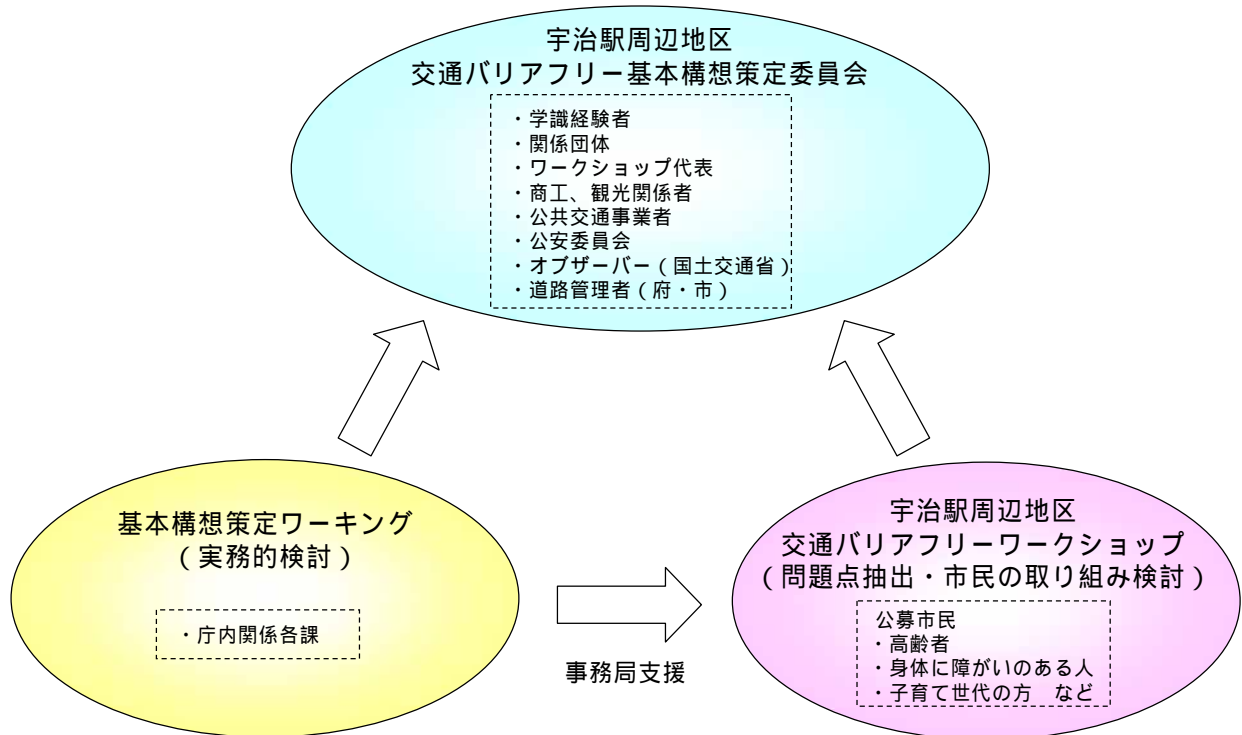 宇治駅周辺地区
交通バリアフリー基本構想策定委員会
・学識経験者
・関係団体
・ワークショップ代表
・商工、観光関係者
・公共交通事業者
・公安委員会
・オブザーバー（国土交通省）
・道路管理者（府・市）
基本構想策定ワーキング
（実務的検討）
・庁内関係各課
事務局支援
宇治駅周辺地区
交通バリアフリーワークショップ
（問題点抽出・市民の取り組み検討）
公募市民
・高齢者
・身体に障がいのある人
・子育て世代の方　など